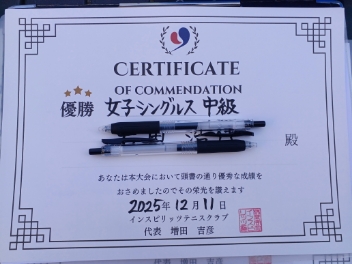 CERTIFICATE
OF COMMENDATION
優勝 女子シングルス 中級
殿
あなたは本大会において頭書の通り優秀な成績を
おさめましたのでその栄光を讃えます
2025年12月11日
インスピリッツテニスクラブ
代表 増田 吉彦